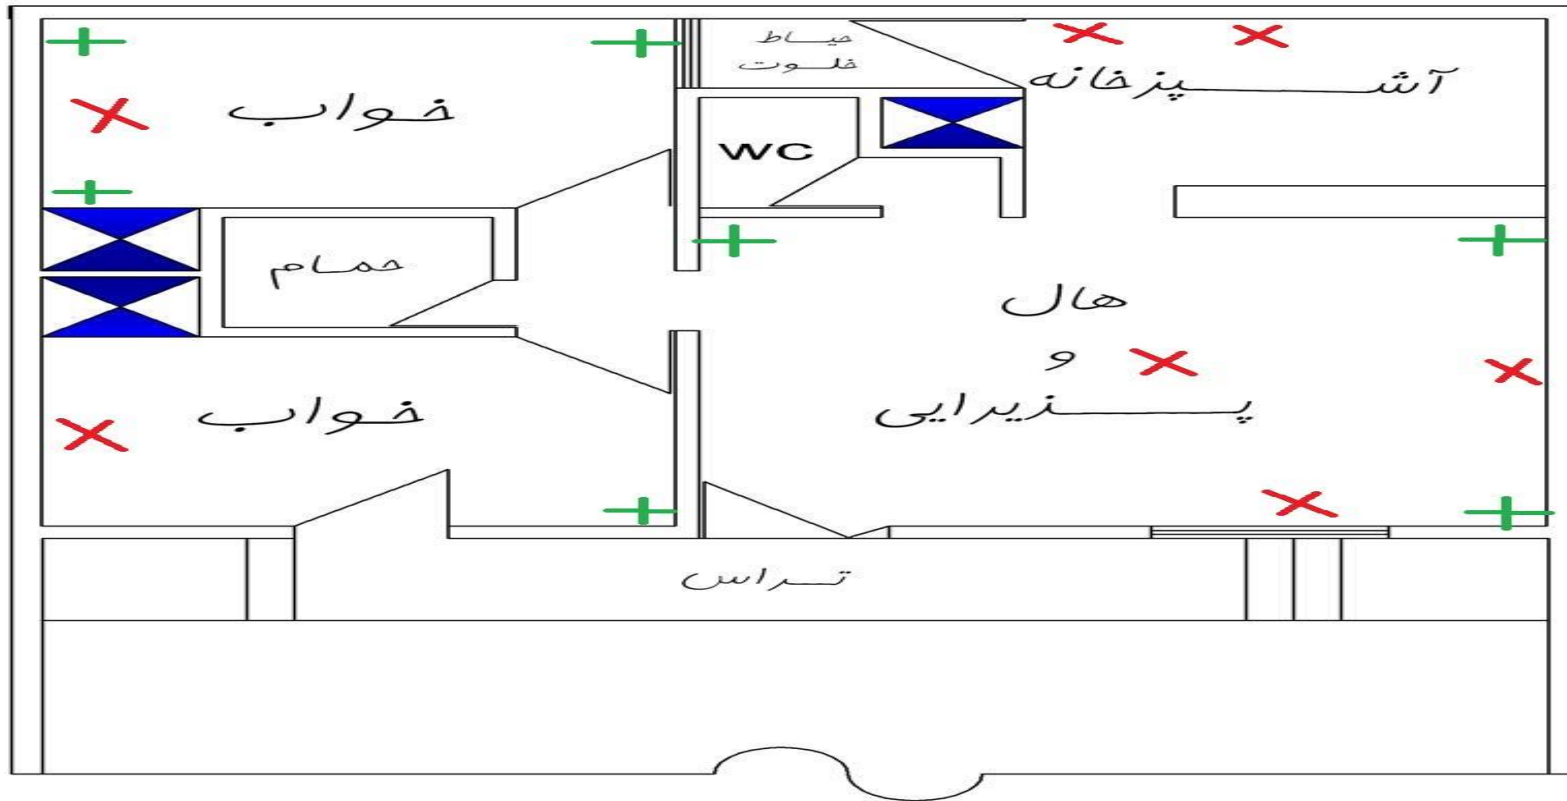 حیاط
خلوت
آشپزخانه
خواب
WC
حمام
هال
و
پذیرایی
خواب
تراس